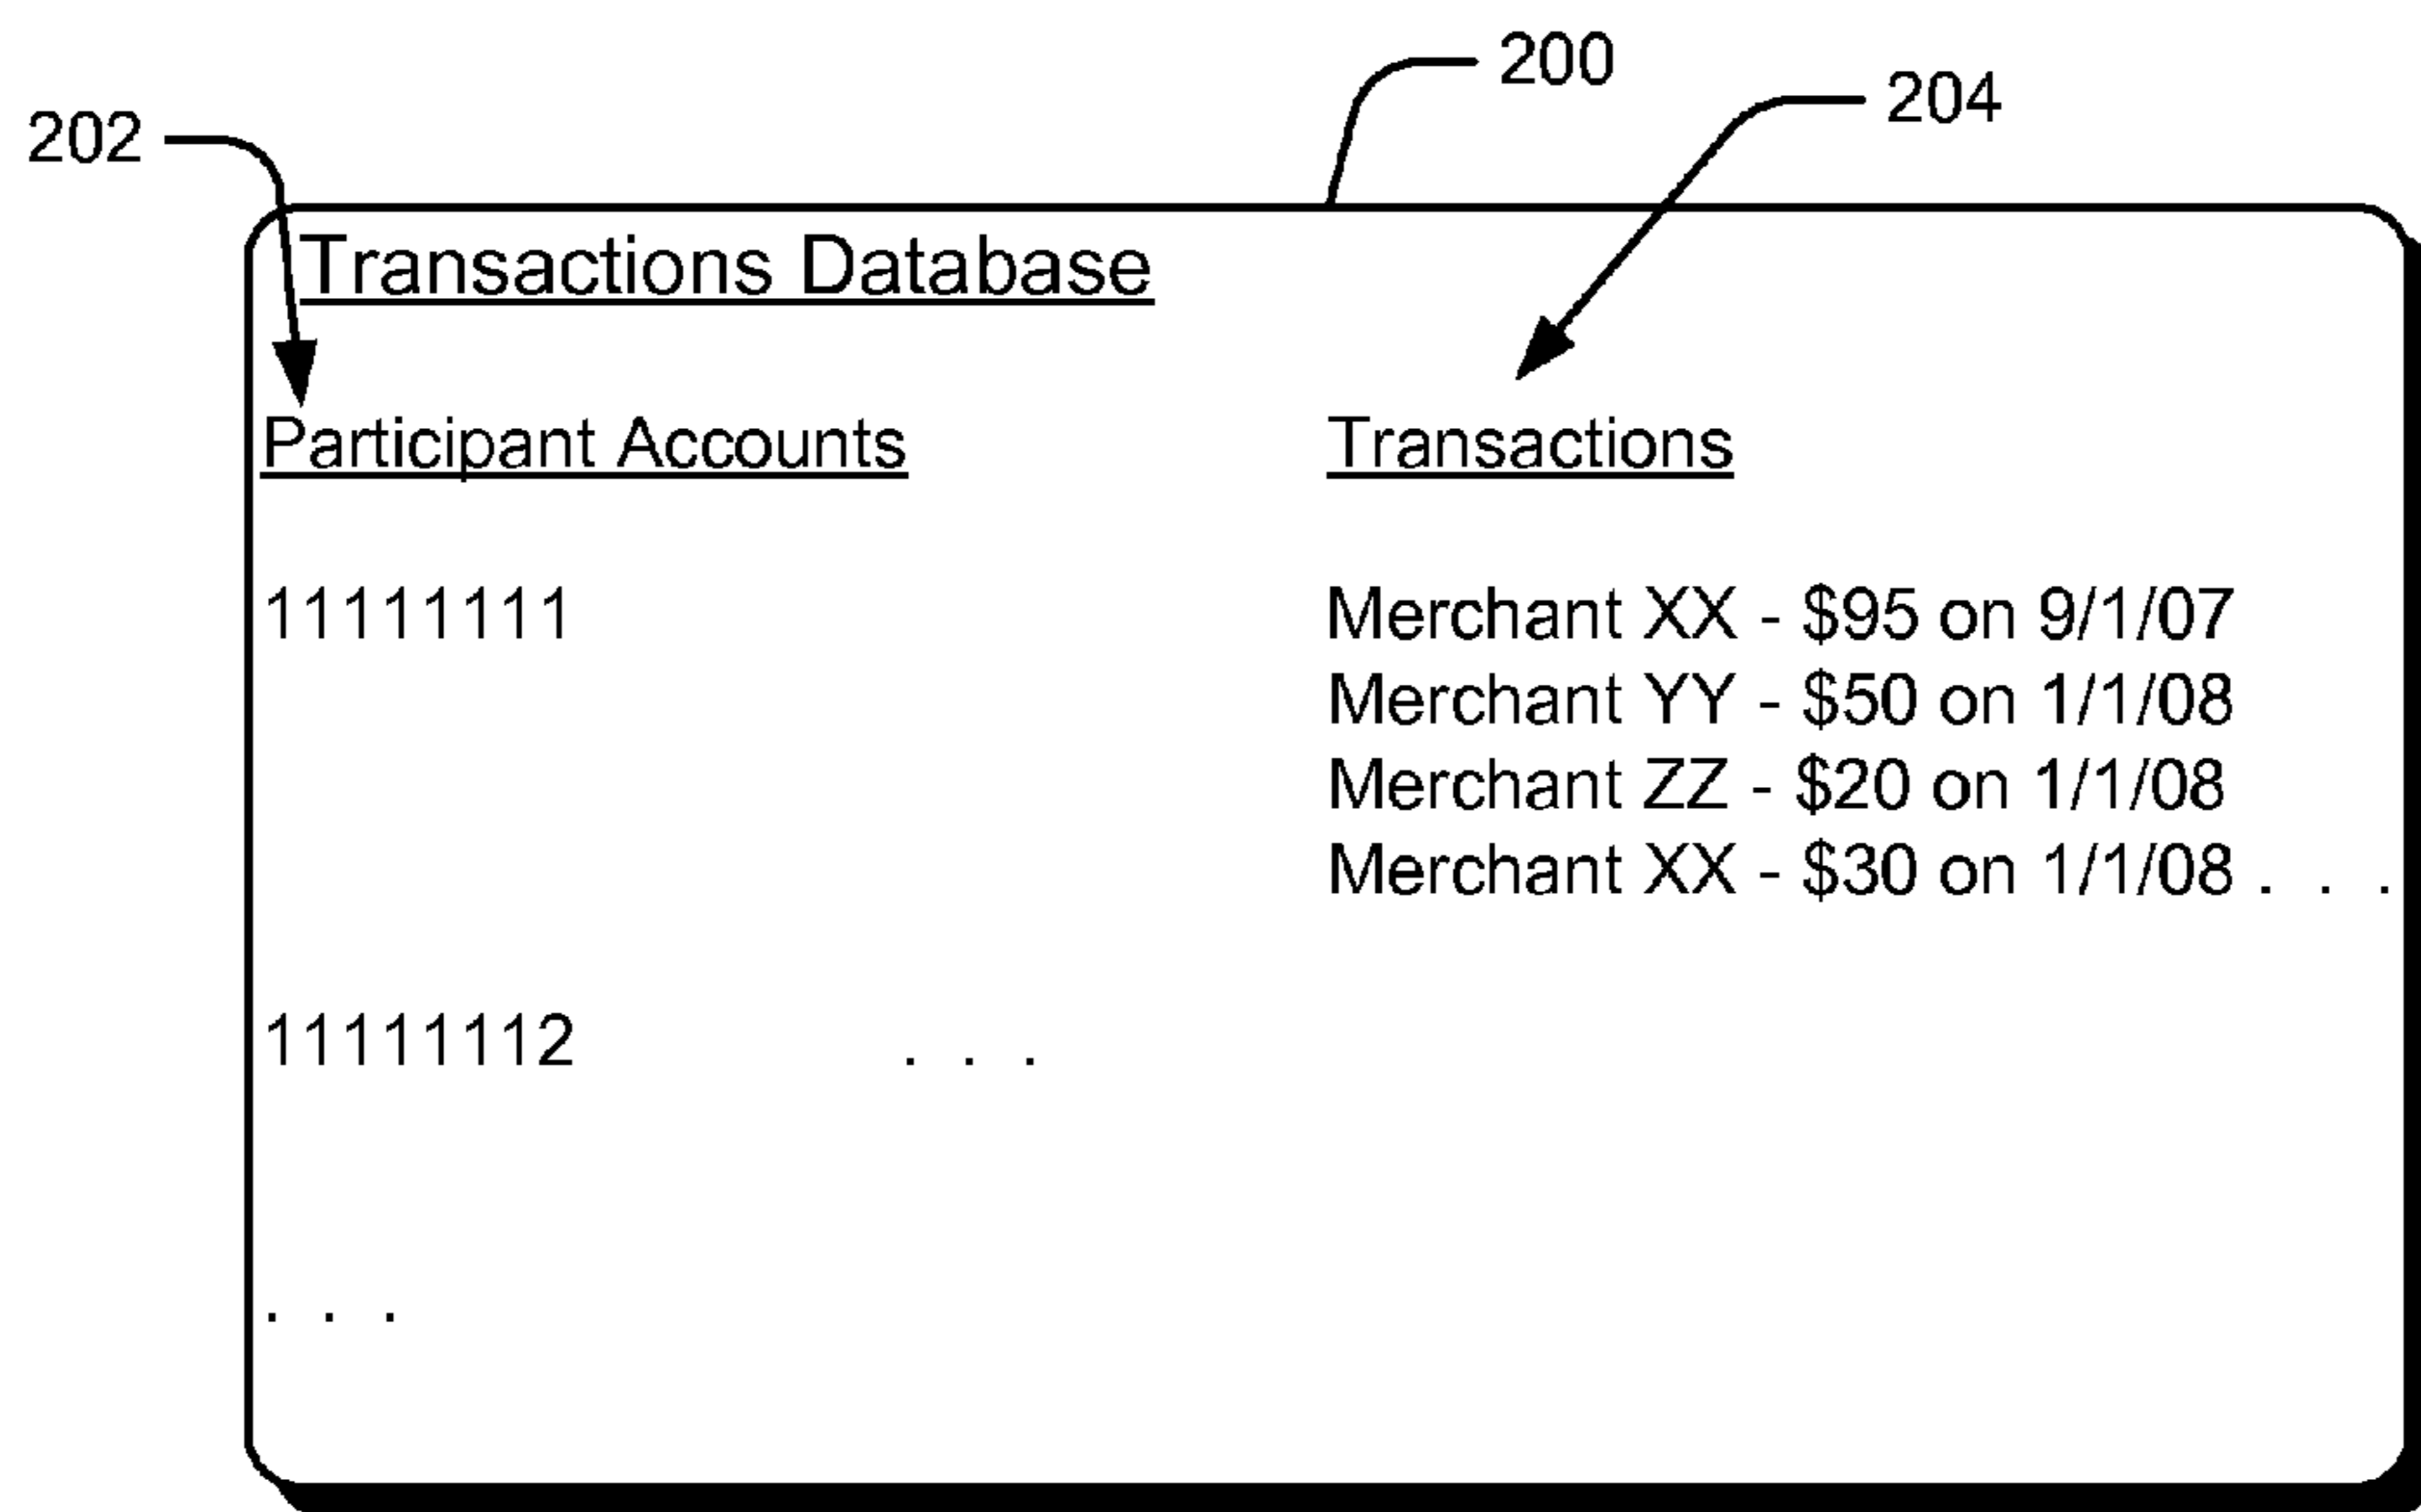 200
204
202
Transactions Database
Participant Accounts Transactions
11111111 Merchant XX - $95 on 9/1/07
Merchant YY - $50 on 1/1/08
Merchant ZZ - $20 on 1/1/08
Merchant XX - $30 on 1/1/08 . . .
11111112 . . .
. . .